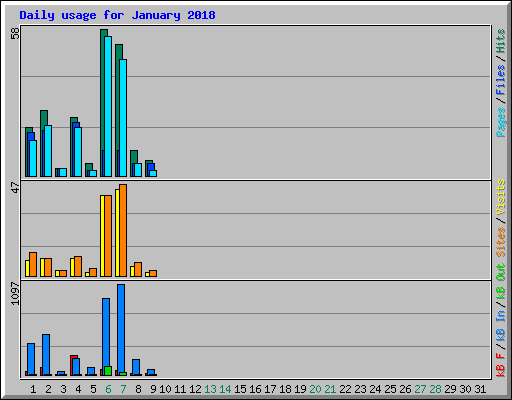 Daily usage for January 2018
58
Pages/Files/Hits
47
Sites/Visits
1097
kB F/kB In/kB Out
1 2 3 4 5 6 7 8 9 10 11 12 13 14 15 16 17 18 19 20 21 22 23 24 25 26 27 28 29 30 31